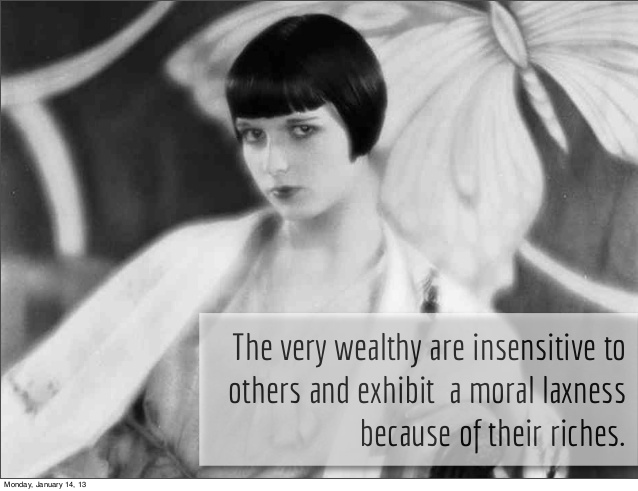 The very wealthy are insensitive to
others and exhibit a moral laxness
because of their riches.
Monday, January 14, 13